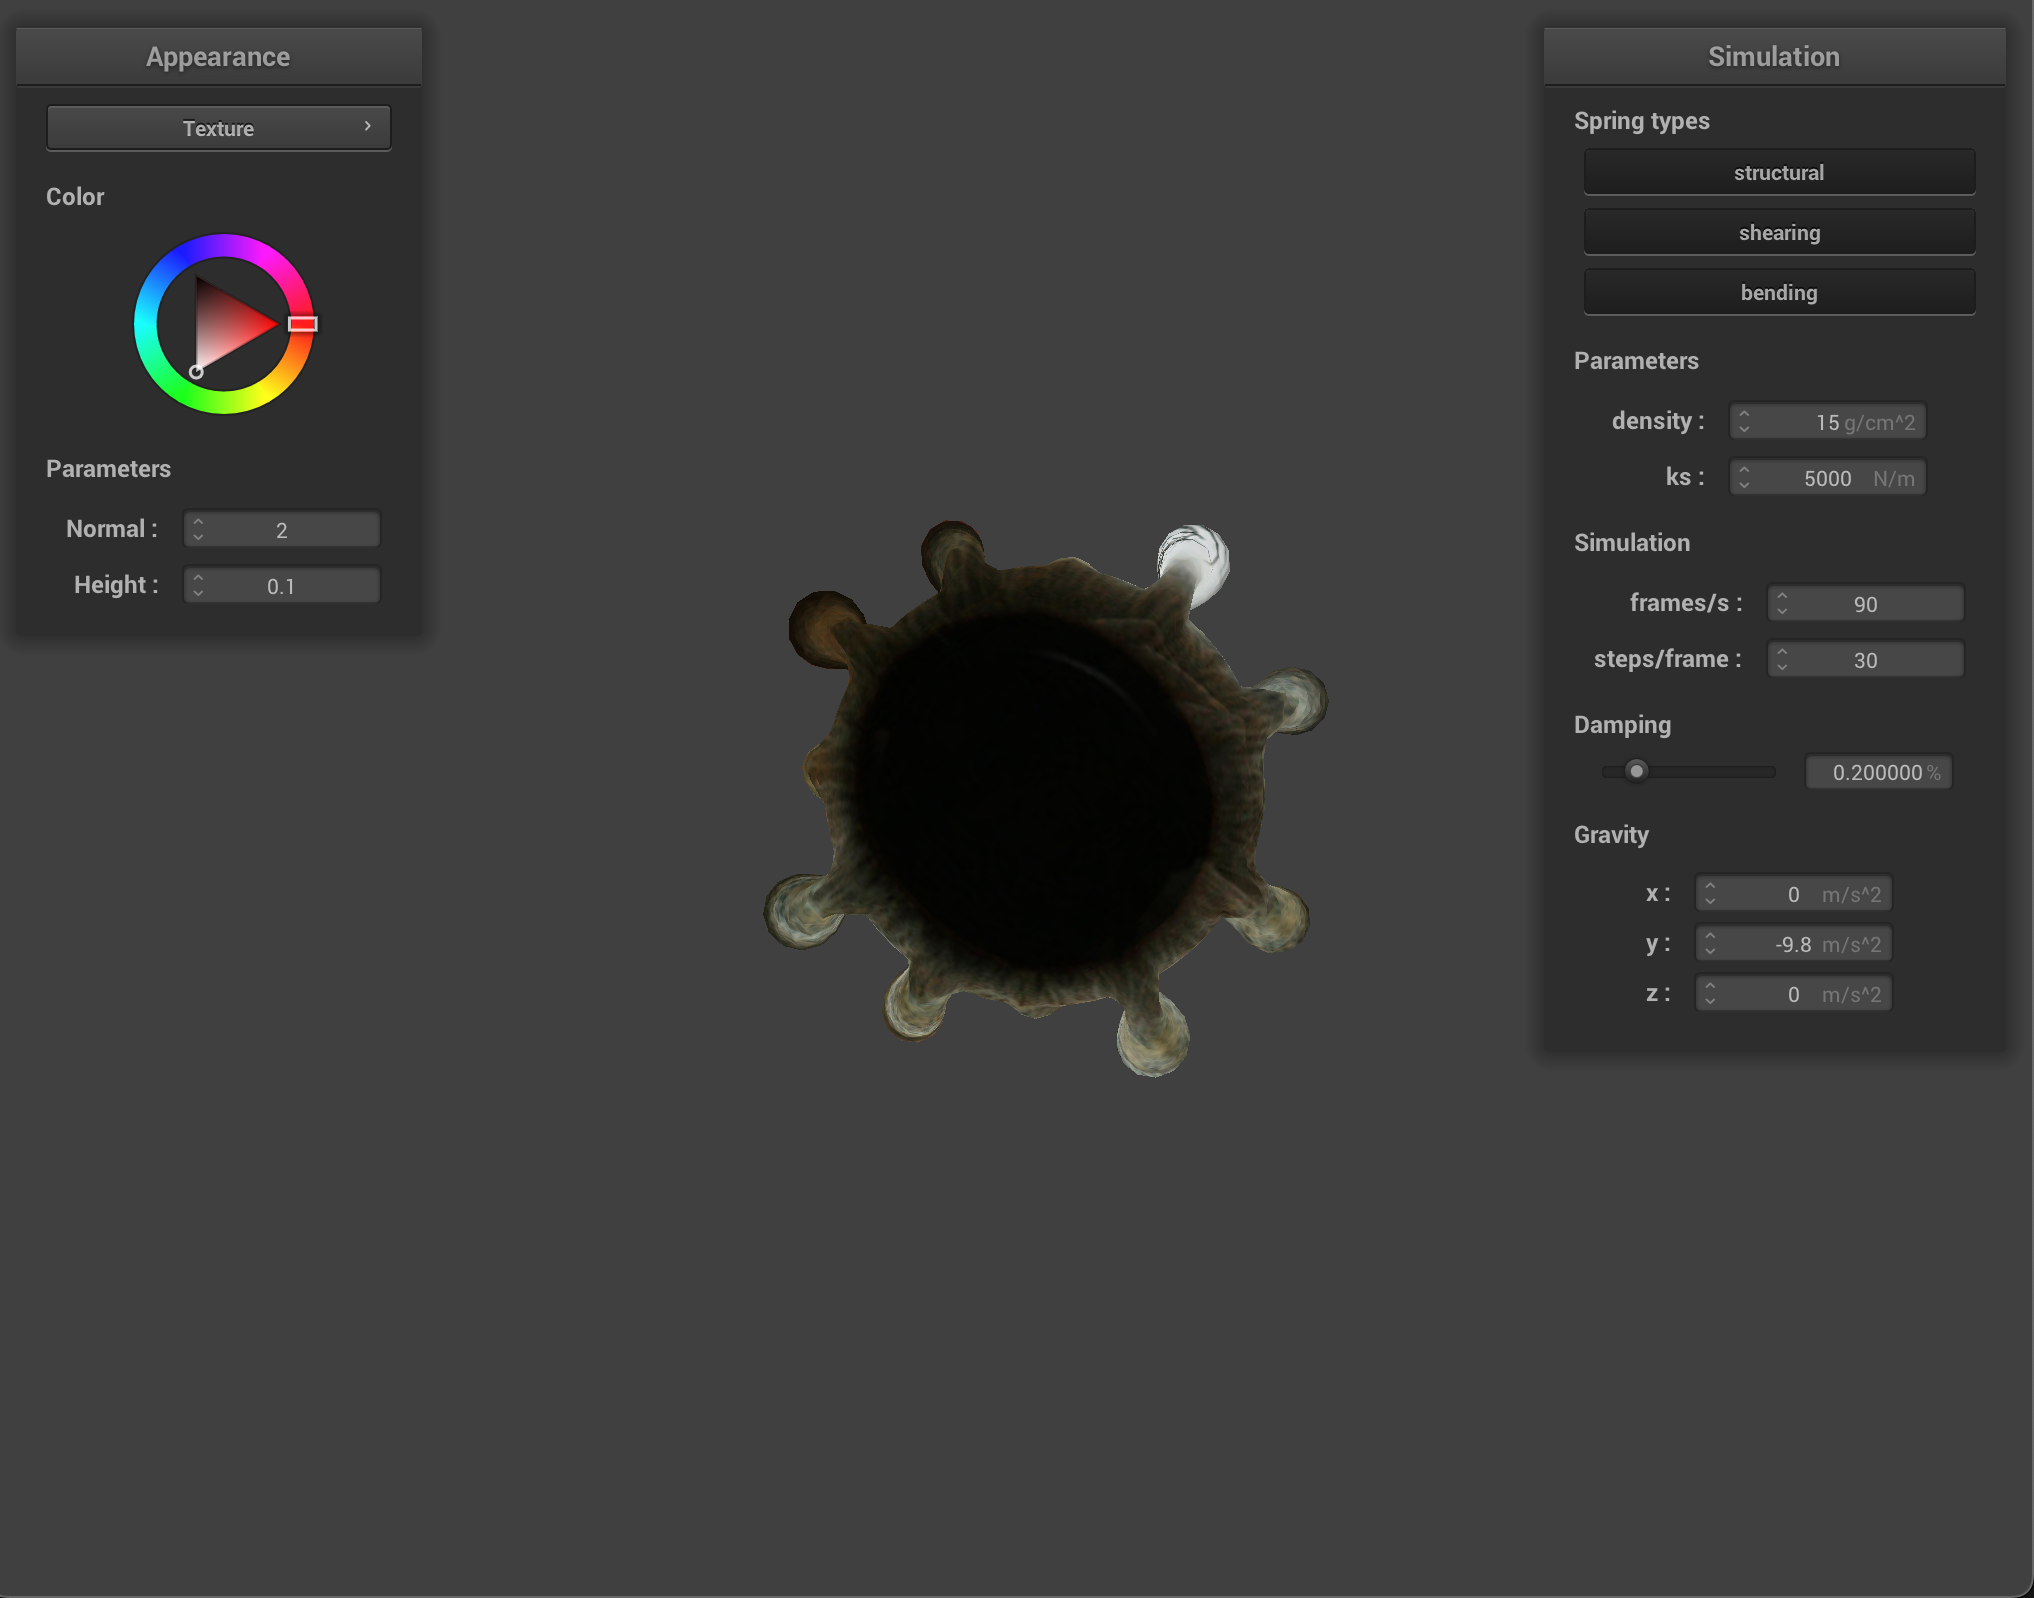 Appearance
Texture
Color
Parameters
Normal : 2
Height : 0.1
Simulation
Spring types
structural
shearing
bending
Parameters
density : 15 g/cm^2
ks : 5000 N/m
Simulation
frames/s : 90
steps/frame : 30
Damping
0.200000 %
Gravity
x : 0 m/s^2
y : -9.8 m/s^2
z : 0 m/s^2